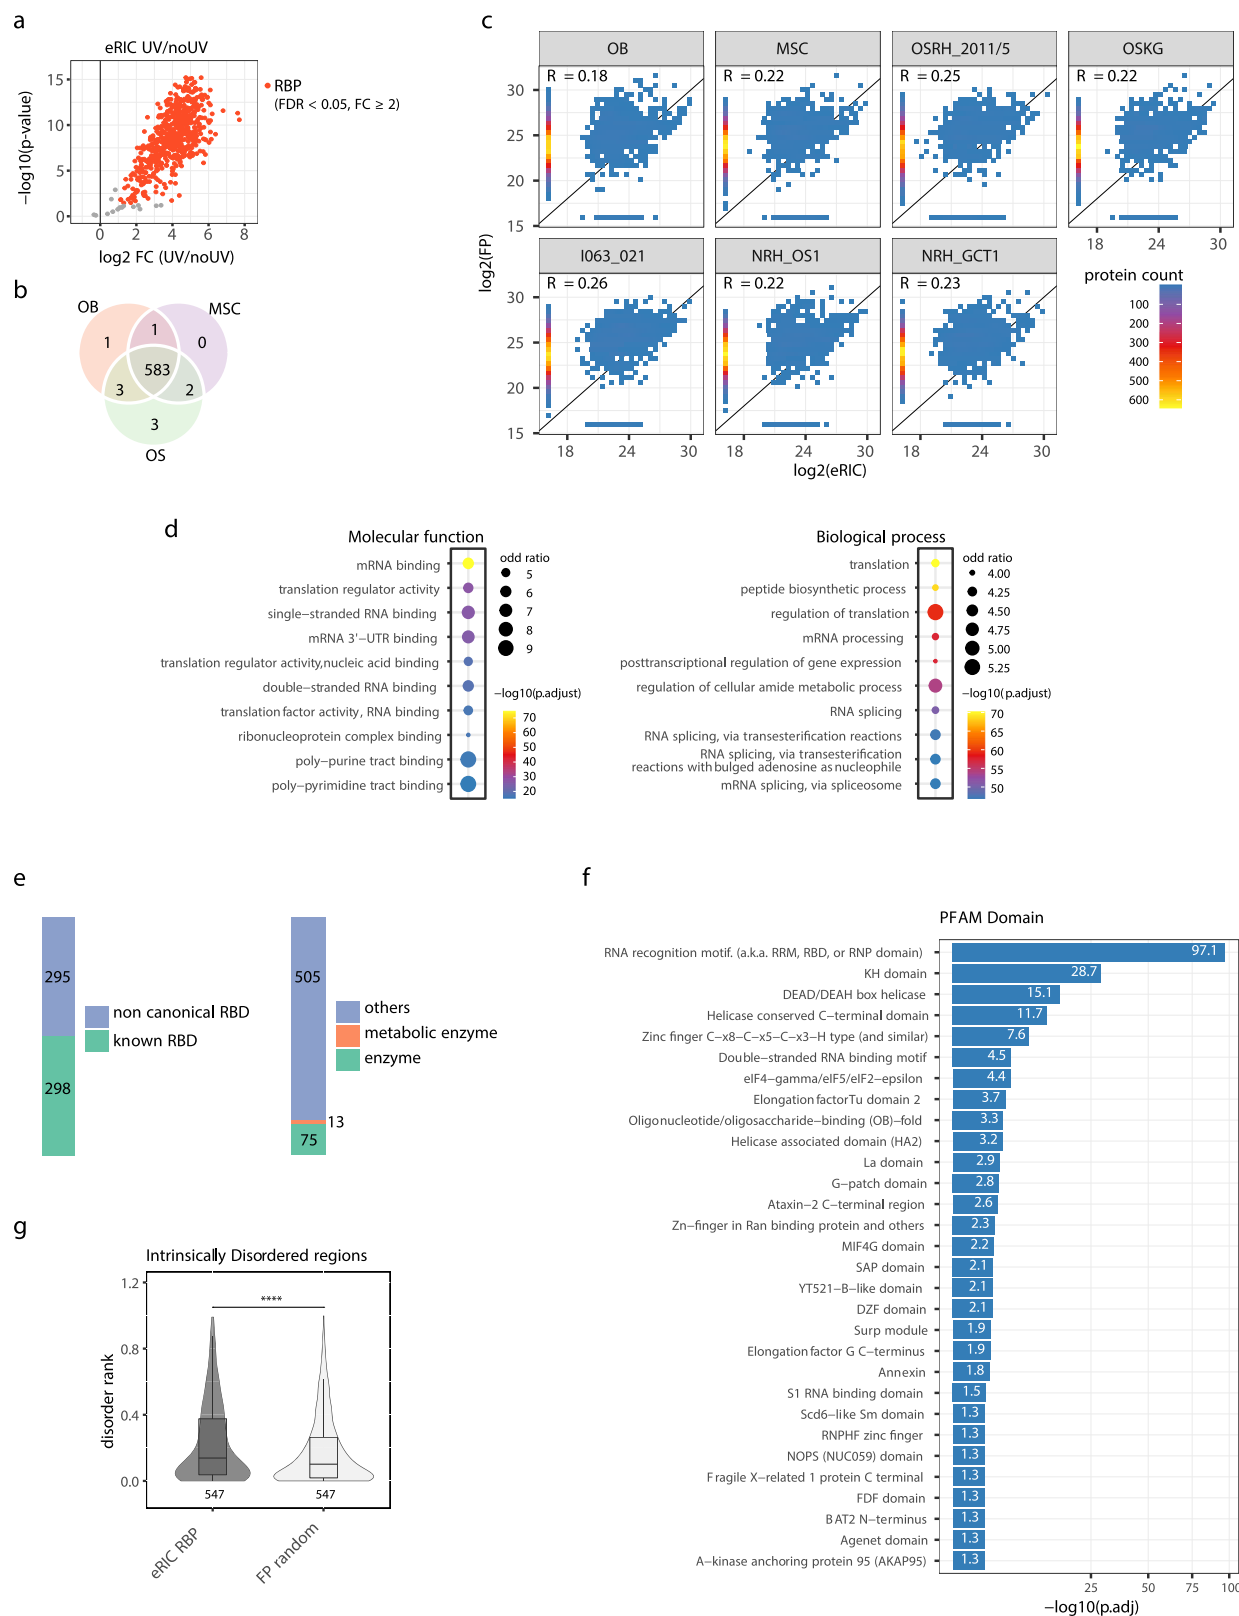 a
eRIC UV/noUV
15
10
5
0
−log10(p-value)
0 2 4 6 8
log2 FC (UV/noUV)
RBP
(FDR < 0.05, FC ≥ 2)
b
OB
MSC
1
1
0
583
3
2
3
OS
c
OB
MSC
OSRH_2011/5
OSKG
R = 0.18
R = 0.22
R = 0.25
R = 0.22
30
25
20
15
18 24 30
log2(FP)
I063_021
NRH_OS1
NRH_GCT1
R = 0.26
R = 0.22
R = 0.23
30
25
20
15
18 24 30
18 24 30
18 24 30
log2(eRIC)
protein count
100
200
300
400
500
600
d
Molecular function
mRNA binding
translation regulator activity
single−stranded RNA binding
mRNA 3'−UTR binding
translation regulator activity,nucleic acid binding
double−stranded RNA binding
translation factor activity, RNA binding
ribonucleoprotein complex binding
poly−purine tract binding
poly−pyrimidine tract binding
odd ratio
5
6
7
8
9
−log10(p.adjust)
70
60
50
40
30
20
Biological process
translation
peptide biosynthetic process
regulation of translation
mRNA processing
posttranscriptional regulation of gene expression
regulation of cellular amide metabolic process
RNA splicing
RNA splicing, via transesterification reactions
RNA splicing, via transesterification
reactions with bulged adenosine as nucleophile
mRNA splicing, via spliceosome
odd ratio
4.00
4.25
4.50
4.75
5.00
5.25
−log10(p.adjust)
70
65
60
55
50
e
295
298
non canonical RBD
known RBD
505
13
75
others
metabolic enzyme
enzyme
f
PFAM Domain
RNA recognition motif. (a.k.a. RRM, RBD, or RNP domain) 97.1
KH domain 28.7
DEAD/DEAH box helicase 15.1
Helicase conserved C−terminal domain 11.7
Zinc finger C−x8−C−x5−C−x3−H type (and similar) 7.6
Double−stranded RNA binding motif 4.5
eIF4−gamma/eIF5/eIF2−epsilon 4.4
Elongation factor Tu domain 2 3.7
Oligonucleotide/oligosaccharide−binding (OB)−fold 3.3
Helicase associated domain (HA2) 3.2
La domain 2.9
G−patch domain 2.8
Ataxin−2 C−terminal region 2.6
Zn−finger in Ran binding protein and others 2.3
MIF4G domain 2.2
SAP domain 2.1
YT521−B−like domain 2.1
DZF domain 2.1
Surp module 1.9
Elongation factor G C−terminus 1.9
Annexin 1.8
S1 RNA binding domain 1.5
Scd6−like Sm domain 1.3
RNPHF zinc finger 1.3
NOPS (NUC059) domain 1.3
Fragile X−related 1 protein C terminal 1.3
FDF domain 1.3
BAT2 N−terminus 1.3
Agenet domain 1.3
A−kinase anchoring protein 95 (AKAP95) 1.3
25 50 75 100
−log10(p.adj)
g
Intrinsically Disordered regions
1.2
0.8
0.4
0.0
disorder rank
****
547
547
eRIC RBP
FP random